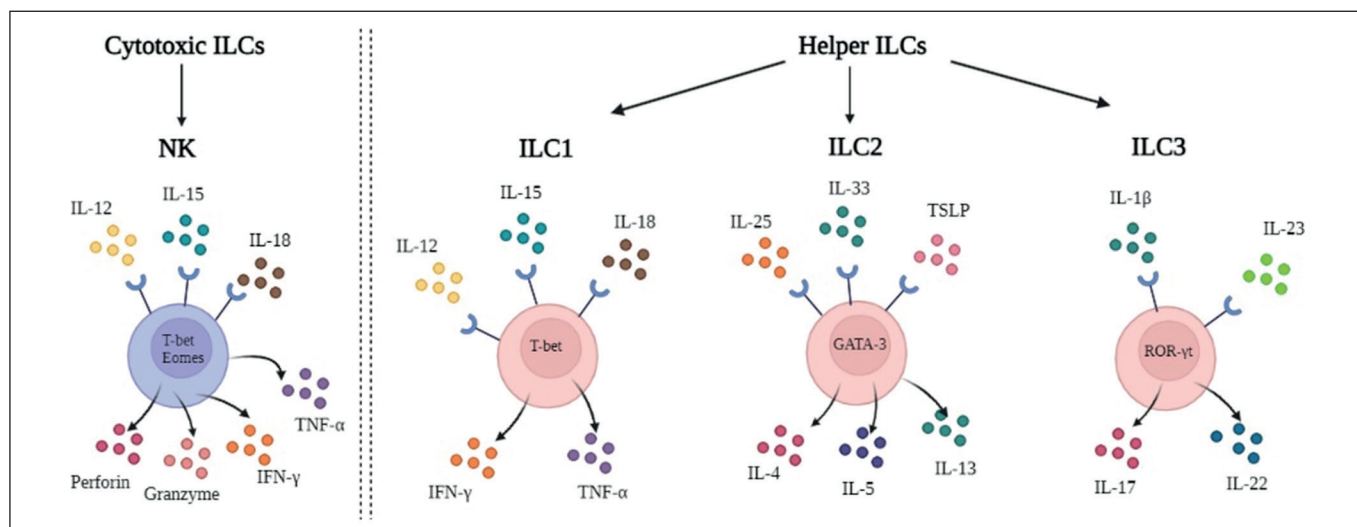 Cytotoxic ILCs
Helper ILCs
NK
ILC1
ILC2
ILC3
IL-12
IL-15
IL-18
T-bet
Eomes
TNF-α
Perforin
Granzyme
IFN-γ
IL-12
IL-15
IL-18
T-bet
IFN-γ
TNF-α
IL-25
IL-33
TSLP
GATA-3
IL-4
IL-5
IL-13
IL-1β
IL-23
ROR-γt
IL-17
IL-22